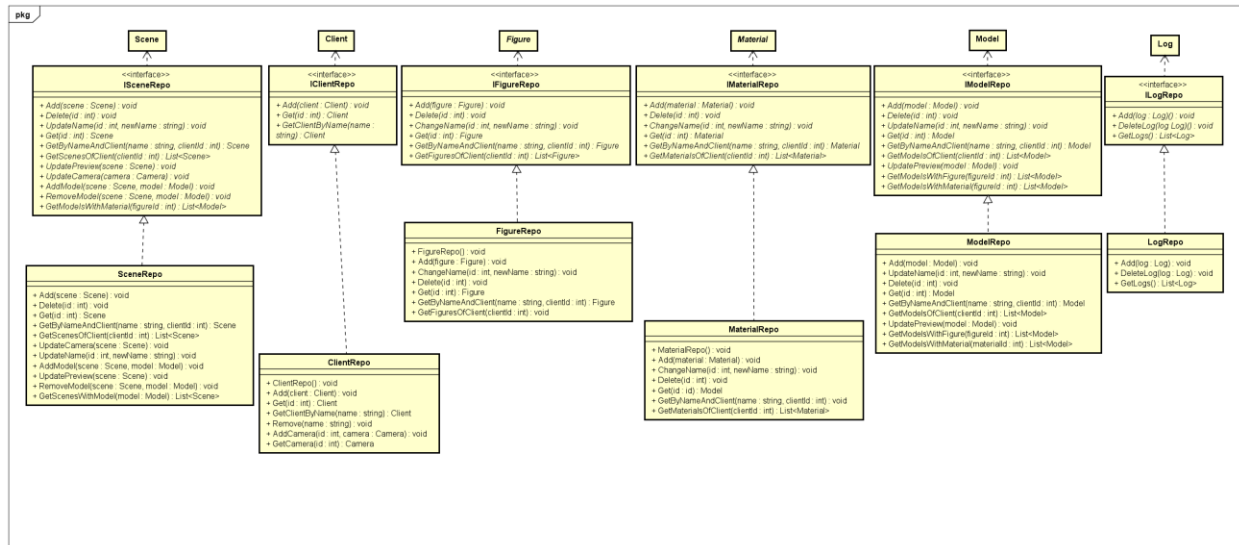 pkg
Scene
<<interface>>
ISceneRepo
+ Add(scene : Scene) : void
+ Delete(id : int) : void
+ UpdateName(id : int, newName : string) : void
+ Get(id : int) : Scene
+ GetByNameAndClient(name : string, clientId : int) : Scene
+ GetScenesOfClient(clientId : int) : List<Scene>
+ UpdatePreview(scene : Scene) : void
+ UpdateCamera(camera : Camera) : void
+ AddModel(scene : Scene, model : Model) : void
+ RemoveModel(scene : Scene, model : Model) : void
+ GetModelsWithMaterial(figureId : int) : List<Model>
SceneRepo
+ Add(scene : Scene) : void
+ Delete(id : int) : void
+ Get(id : int) : Scene
+ GetByNameAndClient(name : string, clientId : int) : Scene
+ GetScenesOfClient(clientId : int) : List<Scene>
+ UpdateCamera(scene : Scene) : void
+ UpdateName(id : int, newName : string) : void
+ AddModel(scene : Scene, model : Model) : void
+ UpdatePreview(scene : Scene) : void
+ RemoveModel(scene : Scene, model : Model) : void
+ GetScenesWithModel(model : Model) : List<Scene>
Client
<<interface>>
IClientRepo
+ Add(client : Client) : void
+ Get(id : int) : Client
+ GetClientByName(name :
string) : Client
ClientRepo
+ ClientRepo() : void
+ Add(client : Client) : void
+ Get(id : int) : Client
+ GetClientByName(name : string) : Client
+ Remove(name : string) : void
+ AddCamera(id : int, camera : Camera) : void
+ GetCamera(id : int) : Camera
Figure
<<interface>>
IFigureRepo
+ Add(figure : Figure) : void
+ Delete(id : int) : void
+ ChangeName(id : int, newName : string) : void
+ Get(id : int) : Figure
+ GetByNameAndClient(name : string, clientId : int) : Figure
+ GetFiguresOfClient(clientId : int) : List<Figure>
FigureRepo
+ FigureRepo() : void
+ Add(figure : Figure) : void
+ ChangeName(id : int, newName : string) : void
+ Delete(id : int) : void
+ Get(id : int) : Figure
+ GetByNameAndClient(name : string, clientId : int) : Figure
+ GetFiguresOfClient(clientId : int) : void
Material
<<interface>>
IMaterialRepo
+ Add(material : Material) : void
+ Delete(id : int) : void
+ ChangeName(id : int, newName : string) : void
+ Get(id : int) : Material
+ GetByNameAndClient(name : string, clientId : int) : Material
+ GetMaterialsOfClient(clientId : int) : List<Material>
MaterialRepo
+ MaterialRepo() : void
+ Add(material : Material) : void
+ ChangeName(id : int, newName : string) : void
+ Delete(id : int) : void
+ Get(id : id) : Model
+ GetByNameAndClient(name : string, clientId : int) : void
+ GetMaterialsOfClient(clientId : int) : List<Material>
Model
<<interface>>
IModelRepo
+ Add(model : Model) : void
+ Delete(id : int) : void
+ UpdateName(id : int, newName : string) : void
+ Get(id : int) : Model
+ GetByNameAndClient(name : string, clientId : int) : Model
+ GetModelsOfClient(clientId : int) : List<Model>
+ UpdatePreview(model : Model) : void
+ GetModelsWithFigure(figureId : int) : List<Model>
+ GetModelsWithMaterial(figureId : int) : List<Model>
ModelRepo
+ Add(model : Model) : void
+ UpdateName(id : int, newName : string) : void
+ Delete(id : int) : void
+ Get(id : int) : Model
+ GetByNameAndClient(name : string, clientId : int) : Model
+ GetModelsOfClient(clientId : int) : List<Model>
+ UpdatePreview(model : Model) : void
+ GetModelsWithFigure(figureId : int) : List<Model>
+ GetModelsWithMaterial(materialId : int) : List<Model>
Log
<<interface>>
ILogRepo
+ Add(log : Log)() : void
+ DeleteLog(log Log)() : void
+ GetLogs() : List<Log>
LogRepo
+ Add(log : Log) : void
+ DeleteLog(log : Log) : void
+ GetLogs() : List<Log>